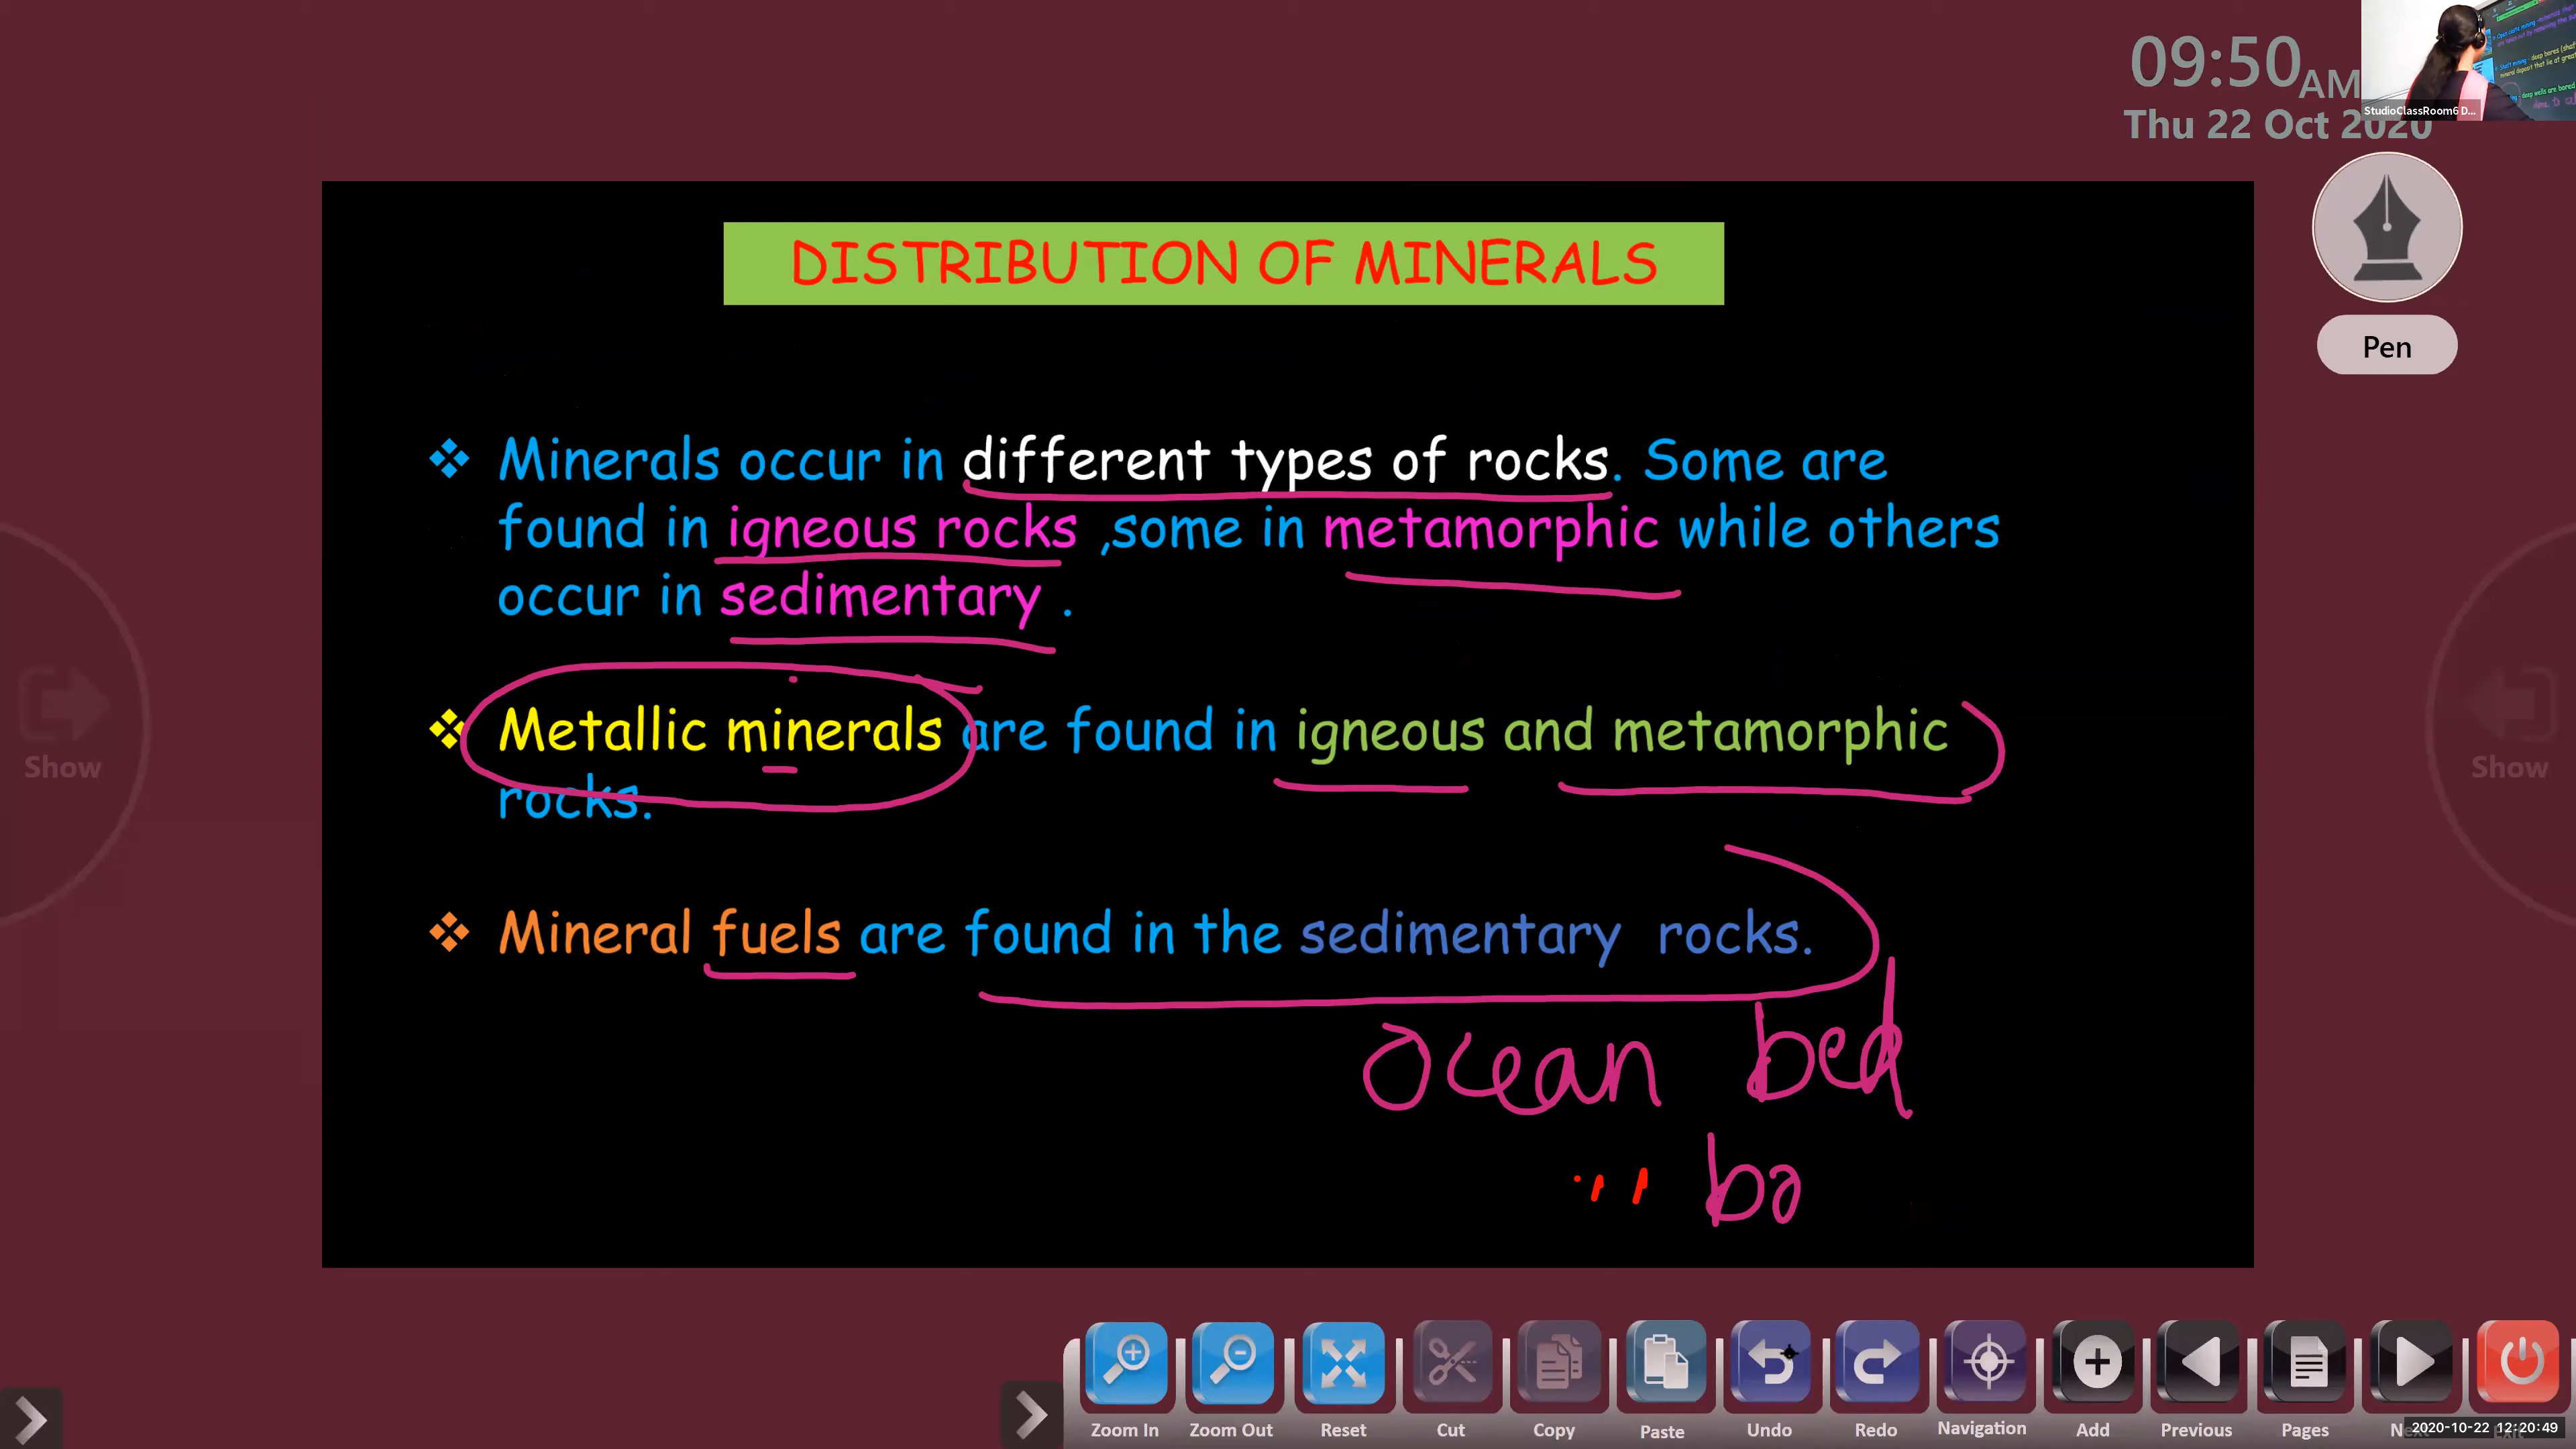 09:50 AM
Thu 22 Oct 2020
StudioClassRoom6 D...
Pen
DISTRIBUTION OF MINERALS
❖ Minerals occur in different types of rocks. Some are
found in igneous rocks ,some in metamorphic while others
occur in sedimentary .
❖ Metallic minerals are found in igneous and metamorphic
rocks.
❖ Mineral fuels are found in the sedimentary rocks.
ocean bed
Show
Show
Zoom In
Zoom Out
Reset
Cut
Copy
Paste
Undo
Redo
Navigation
Add
Previous
Pages
2020-10-22 12:20:49